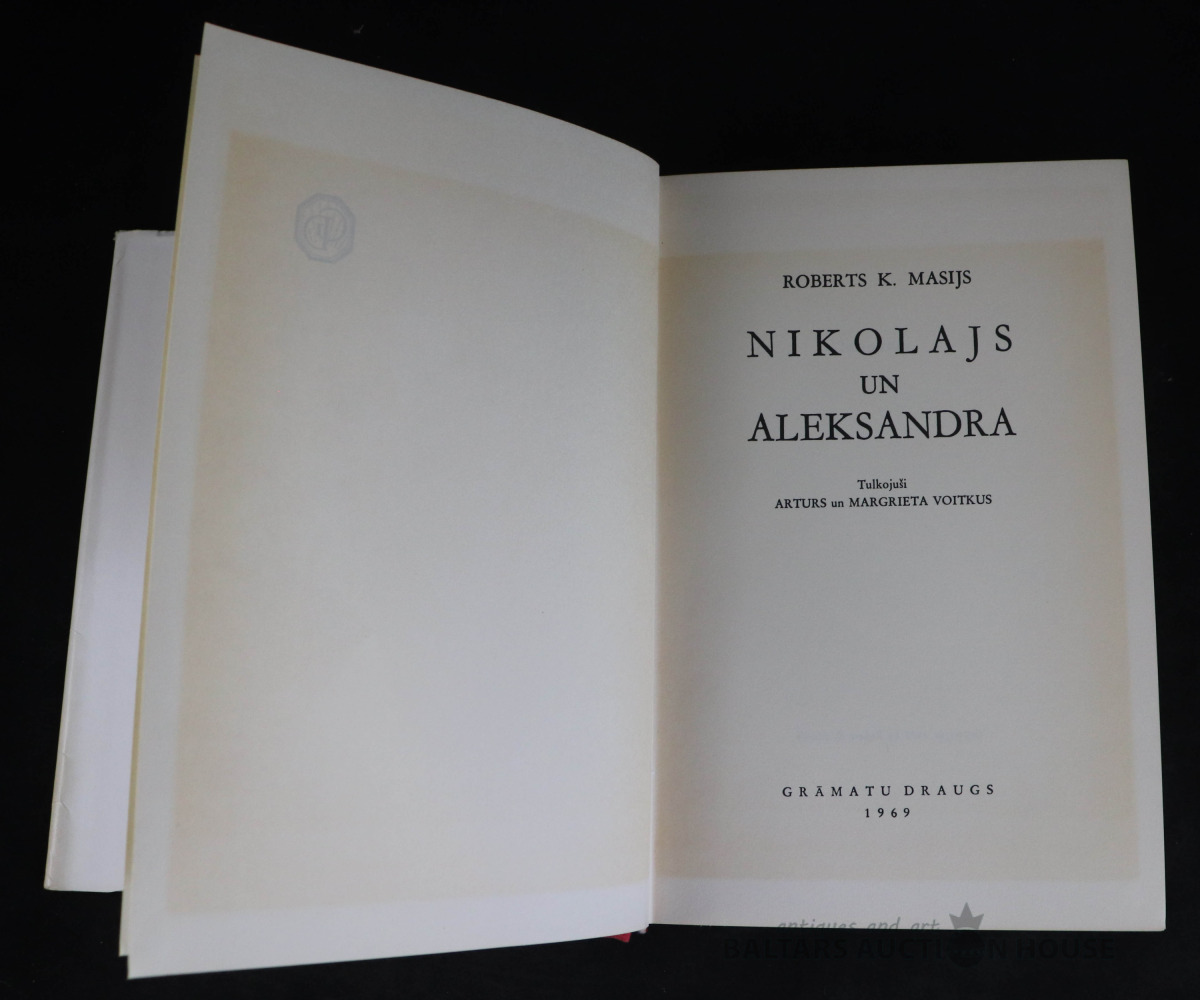 ROBERTS K. MASIJS
NIKOLAJS
UN
ALEKSANDRA
Tulkojuši
ARTURS un MARGRIETA VOITKUS
GRĀMATU DRAUGS
1969
antiques and art
BALTARS AUCTION HOUSE